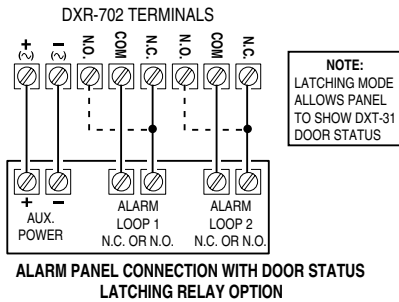 DXR-702 TERMINALS
+ (~) − (~) N.O. COM N.C. N.O. COM N.C.
NOTE:
LATCHING MODE
ALLOWS PANEL
TO SHOW DXT-31
DOOR STATUS
+ −
AUX.
POWER
ALARM
LOOP 1
N.C. OR N.O.
ALARM
LOOP 2
N.C. OR N.O.
ALARM PANEL CONNECTION WITH DOOR STATUS
LATCHING RELAY OPTION